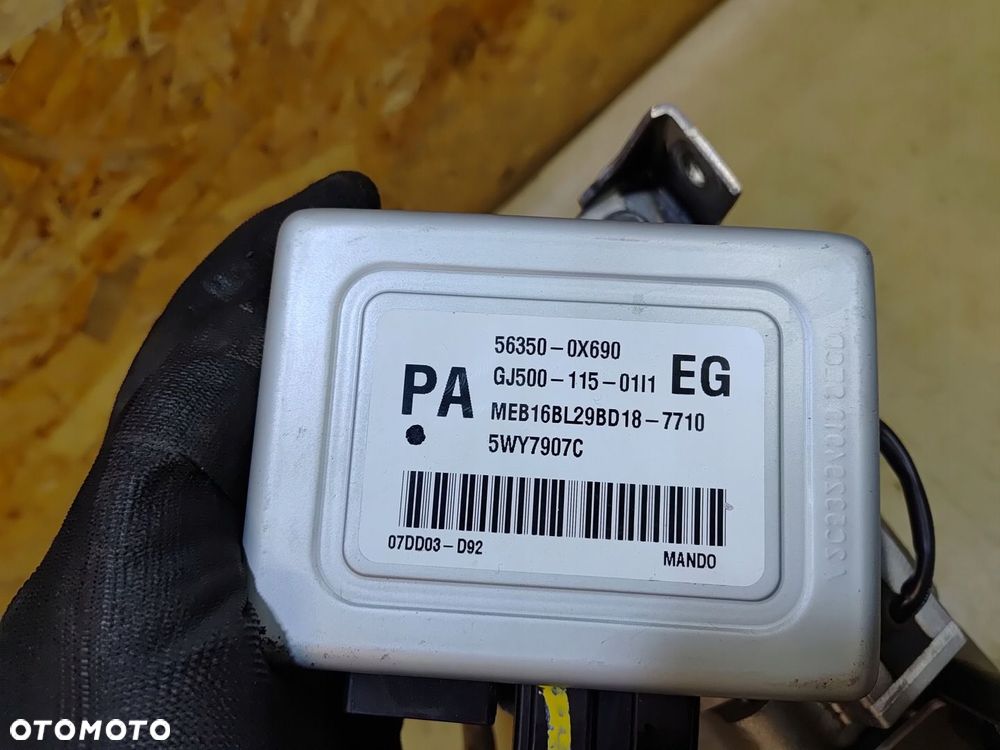 56350-0X690
PA
GJ500-115-01I1
EG
MEB16BL29BD18-7710
5WY7907C
07DD03-D92
MANDO
OTOMOTO